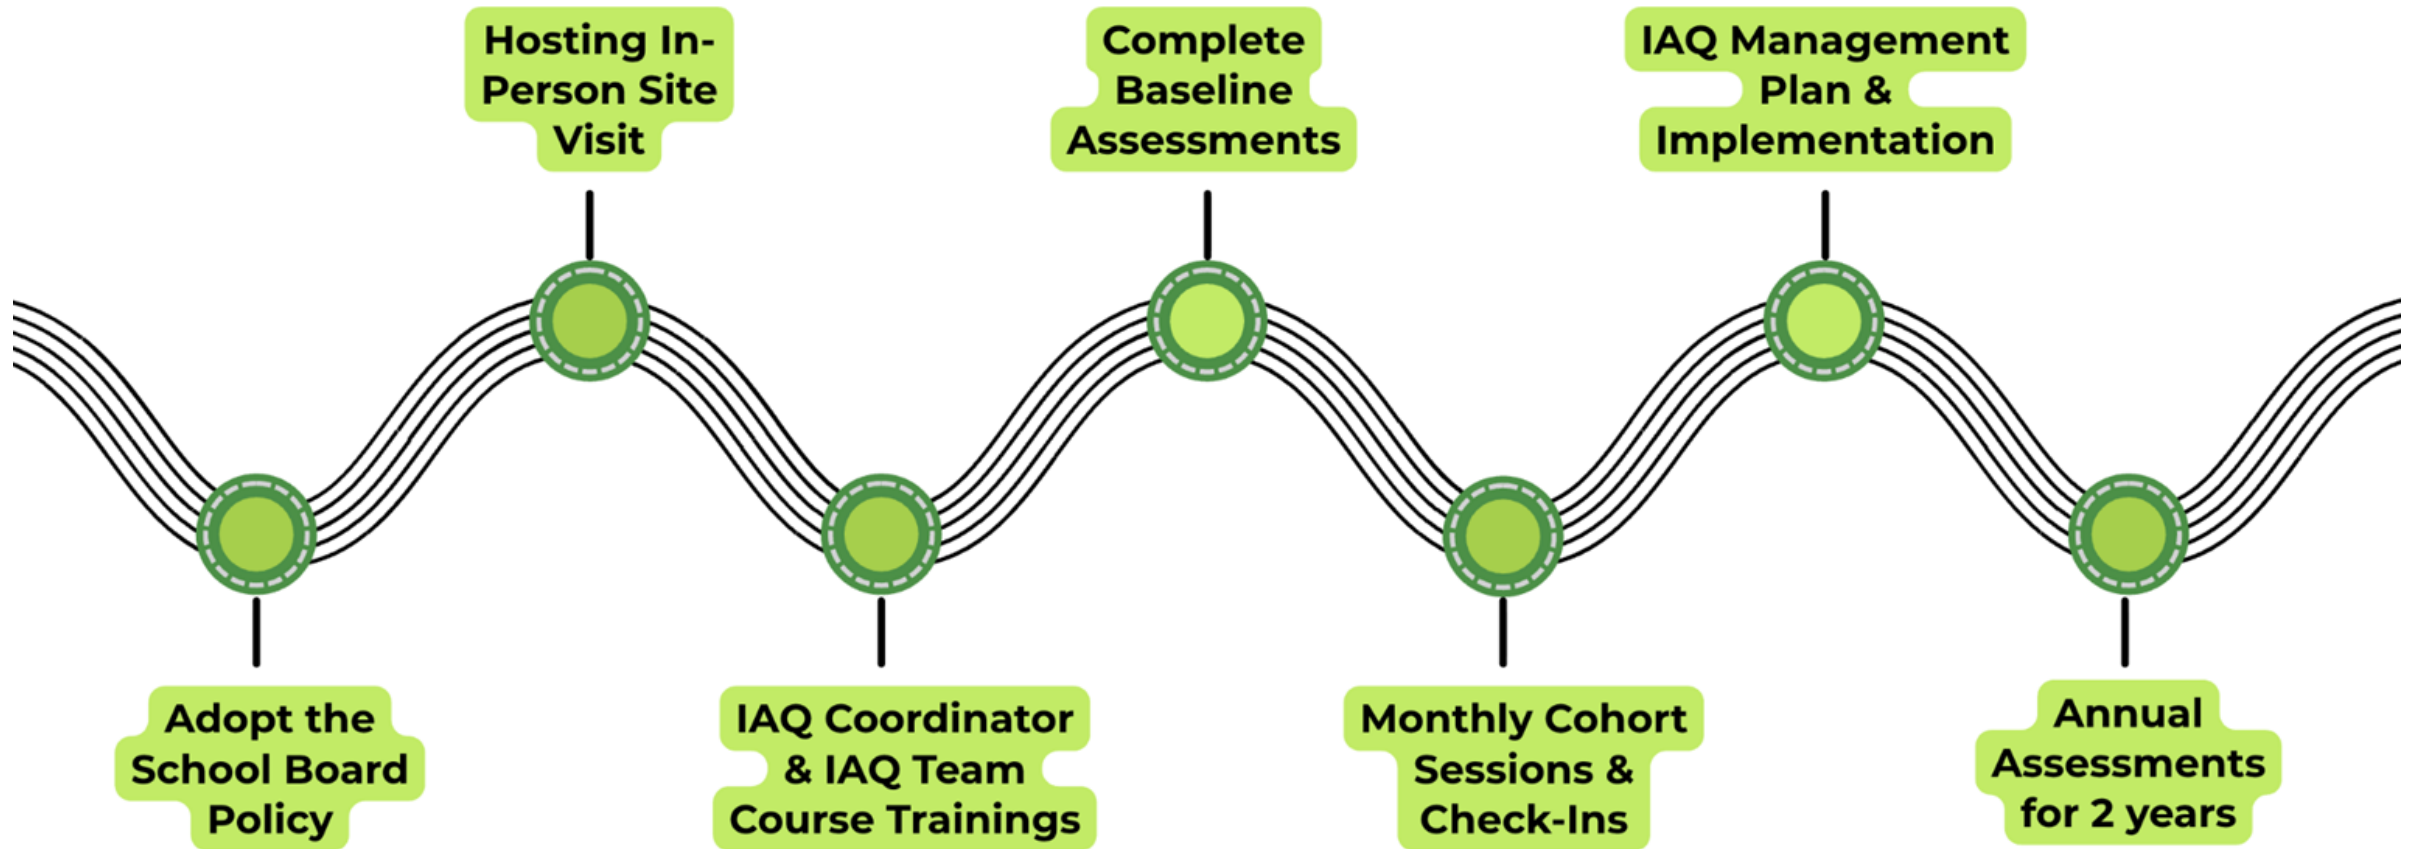 Adopt the
School Board
Policy
Hosting In-
Person Site
Visit
IAQ Coordinator
& IAQ Team
Course Trainings
Complete
Baseline
Assessments
Monthly Cohort
Sessions &
Check-Ins
IAQ Management
Plan &
Implementation
Annual
Assessments
for 2 years